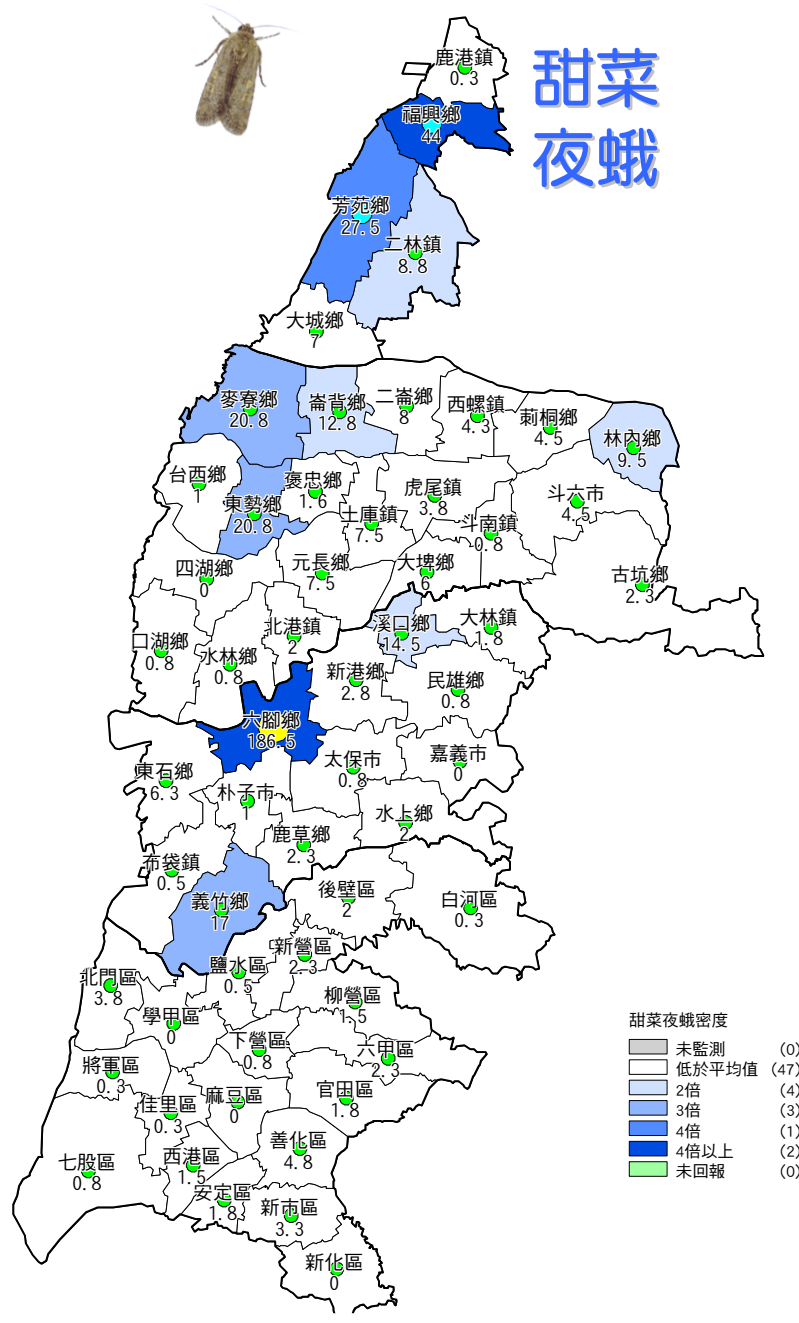 甜菜
夜蛾
鹿港鎮
0.3
福興鄉
44
芳苑鄉
27.5
二林鎮
8.8
大城鄉
7
麥寮鄉
20.8
崙背鄉
12.8
二崙鄉
8
西螺鎮
4.3
莿桐鄉
4.5
林內鄉
9.5
台西鄉
1
東勢鄉
20.8
褒忠鄉
1.6
土庫鎮
7.5
虎尾鎮
3.8
斗南鎮
0.8
斗六市
4.5
四湖鄉
0
元長鄉
7.5
大埤鄉
6
古坑鄉
2.3
口湖鄉
0.8
水林鄉
0.8
北港鎮
2
溪口鄉
14.5
大林鎮
1.8
新港鄉
2.8
民雄鄉
0.8
六腳鄉
186.5
東石鄉
6.3
朴子市
1
太保市
0.8
嘉義市
0
鹿草鄉
2.3
水上鄉
2
布袋鎮
0.5
義竹鄉
17
後壁區
2
白河區
0.3
北門區
3.8
鹽水區
0.5
新營區
2.3
學甲區
0
柳營區
1.5
下營區
0.8
六甲區
2.3
將軍區
0.3
佳里區
0.3
麻豆區
0
官田區
1.8
七股區
0.8
西港區
1.5
善化區
4.8
安定區
1.8
新市區
3.3
新化區
0
甜菜夜蛾密度
未監測 (0)
低於平均值 (47)
2倍 (4)
3倍 (3)
4倍 (1)
4倍以上 (2)
未回報 (0)